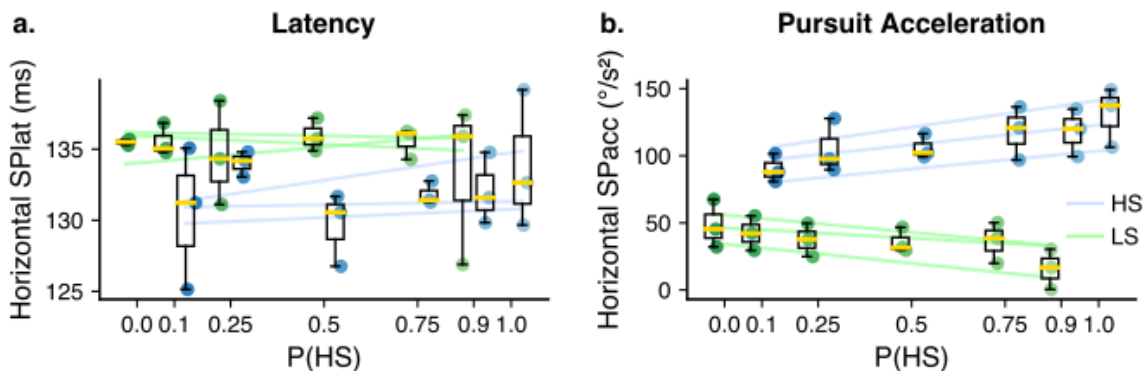 a. Latency
Horizontal SPlat (ms)
135
130
125
0.0 0.1 0.25 0.5 0.75 0.9 1.0
P(HS)
b. Pursuit Acceleration
Horizontal SPacc (°/s²)
150
100
50
0
HS
LS
0.0 0.1 0.25 0.5 0.75 0.9 1.0
P(HS)